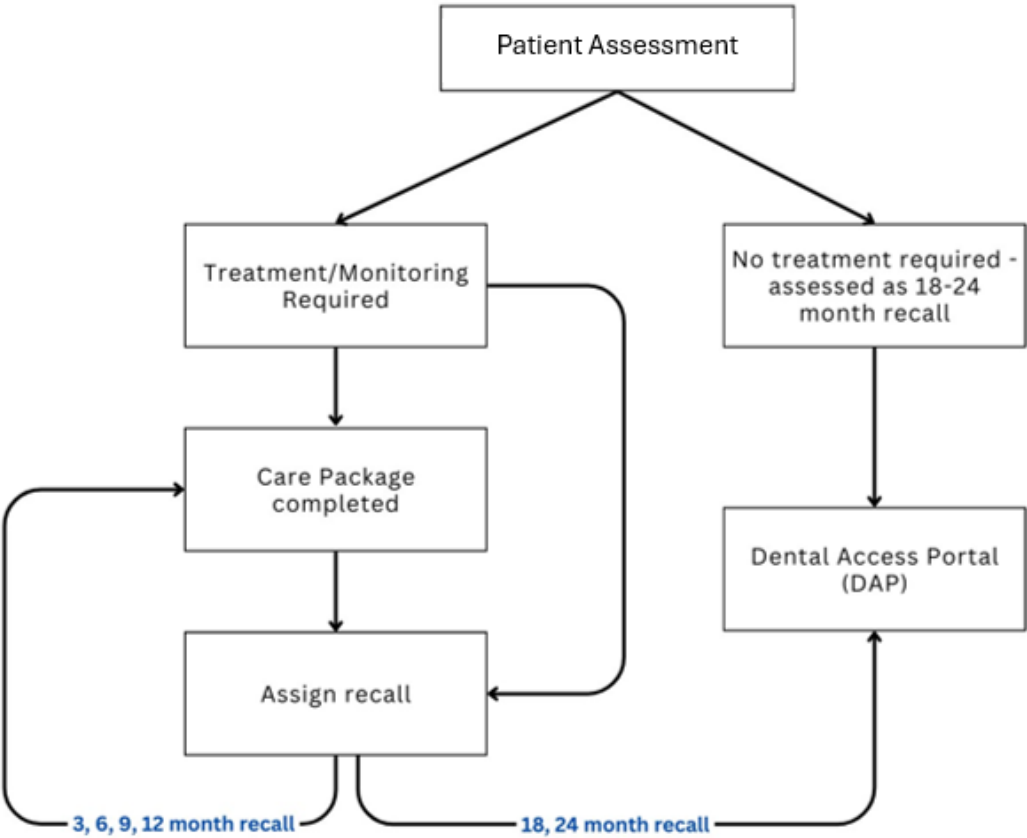 Patient Assessment
Treatment/Monitoring
Required
No treatment required -
assessed as 18-24
month recall
Care Package
completed
Dental Access Portal
(DAP)
Assign recall
3, 6, 9, 12 month recall
18, 24 month recall